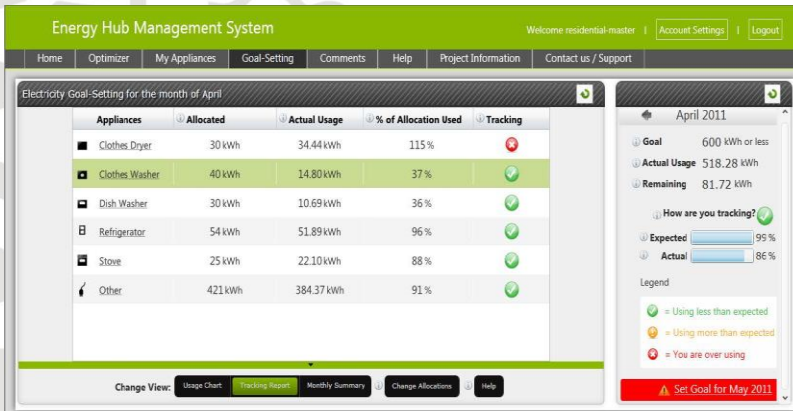 Energy Hub Management System
Welcome residential-master | Account Settings | Logout
Home Optimizer My Appliances Goal-Setting Comments Help Project Information Contact us / Support
Electricity Goal-Setting for the month of April
Appliances Allocated Actual Usage % of Allocation Used Tracking
Clothes Dryer 30 kWh 34.44 kWh 115 %
Clothes Washer 40 kWh 14.80 kWh 37 %
Dish Washer 30 kWh 10.69 kWh 36 %
Refrigerator 54 kWh 51.89 kWh 96 %
Stove 25 kWh 22.10 kWh 88 %
Other 421 kWh 384.37 kWh 91 %
Change View: Usage Chart Tracking Report Monthly Summary Change Allocations Help
April 2011
Goal 600 kWh or less
Actual Usage 518.28 kWh
Remaining 81.72 kWh
How are you tracking?
Expected 99 %
Actual 86 %
Legend
= Using less than expected
= Using more than expected
= You are over using
Set Goal for May 2011